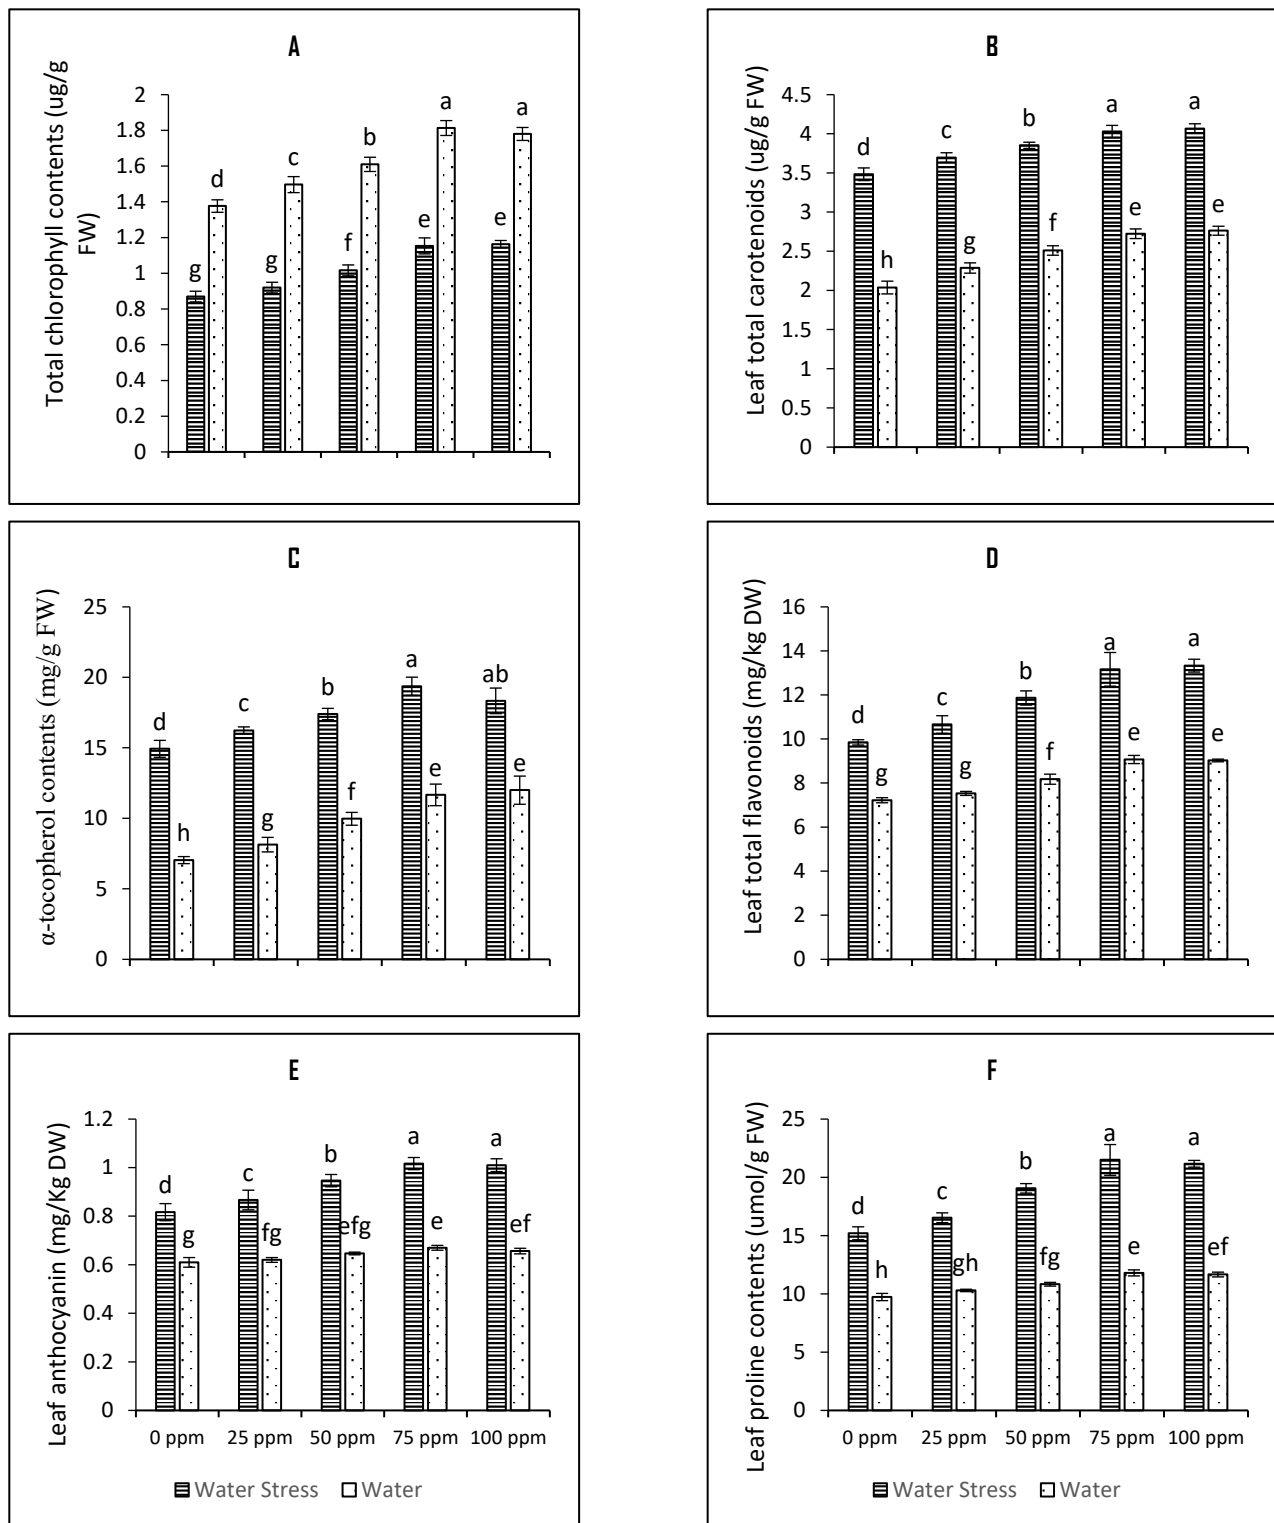 A
Total chlorophyll contents (ug/g
FW)
2
1.8
1.6
1.4
1.2
1
0.8
0.6
0.4
0.2
0
g d g c f b e a e a
B
Leaf total carotenoids (ug/g FW)
4.5
4
3.5
3
2.5
2
1.5
1
0.5
0
d h c g b f a e a e
C
α-tocopherol contents (mg/g FW)
25
20
15
10
5
0
d h c g b f a e ab e
D
Leaf total flavonoids (mg/kg DW)
16
14
12
10
8
6
4
2
0
d g c g b f a e a e
E
Leaf anthocyanin (mg/Kg DW)
1.2
1
0.8
0.6
0.4
0.2
0
d g c fg b efg a e a ef
0 ppm 25 ppm 50 ppm 75 ppm 100 ppm
Water Stress Water
F
Leaf proline contents (umol/g FW)
25
20
15
10
5
0
d h c gh b fg a e a ef
0 ppm 25 ppm 50 ppm 75 ppm 100 ppm
Water Stress Water